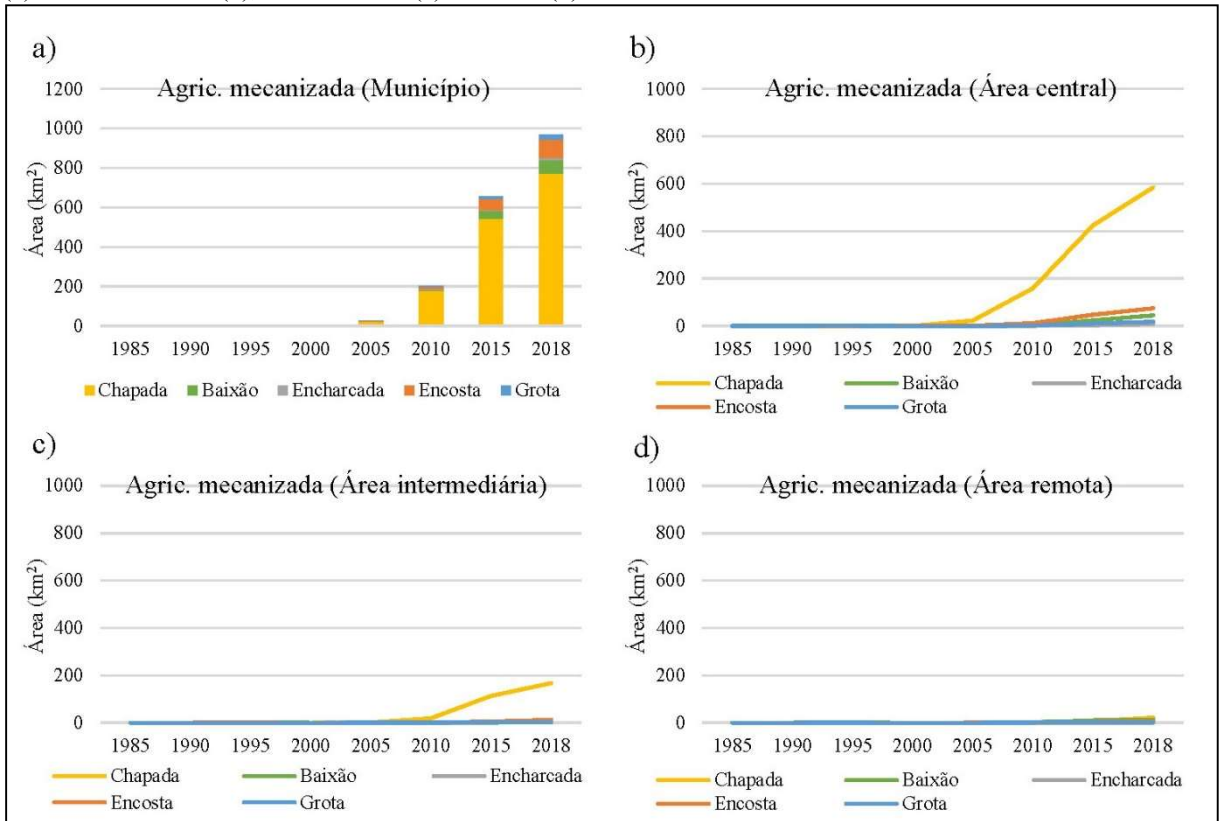 a)
Agric. mecanizada (Município)
Área (km²)
1200
1000
800
600
400
200
0
1985 1990 1995 2000 2005 2010 2015 2018
Chapada Baixão Encharcada Encosta Grota
b)
Agric. mecanizada (Área central)
Área (km²)
1000
800
600
400
200
0
1985 1990 1995 2000 2005 2010 2015 2018
Chapada Baixão Encharcada
Encosta Grota
c)
Agric. mecanizada (Área intermediária)
Área (km²)
1000
800
600
400
200
0
1985 1990 1995 2000 2005 2010 2015 2018
Chapada Baixão Encharcada
Encosta Grota
d)
Agric. mecanizada (Área remota)
Área (km²)
1000
800
600
400
200
0
1985 1990 1995 2000 2005 2010 2015 2018
Chapada Baixão Encharcada
Encosta Grota